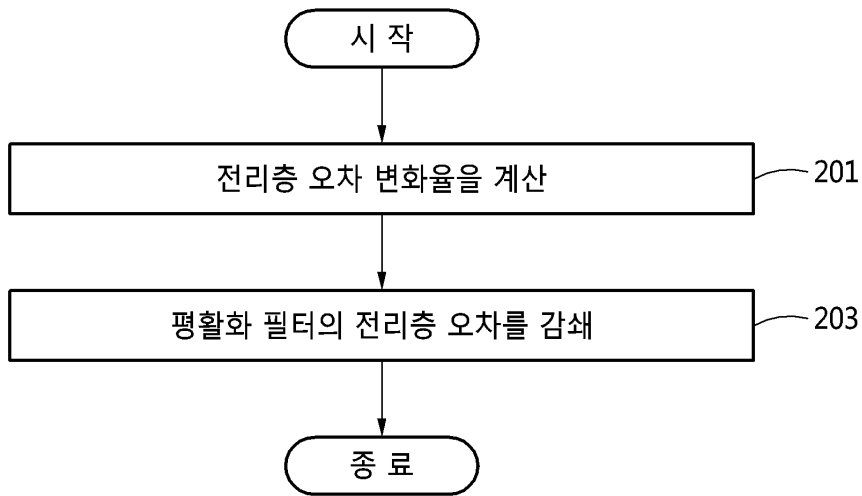 시 작
전리층 오차 변화율을 계산
201
평활화 필터의 전리층 오차를 감쇄
203
종 료